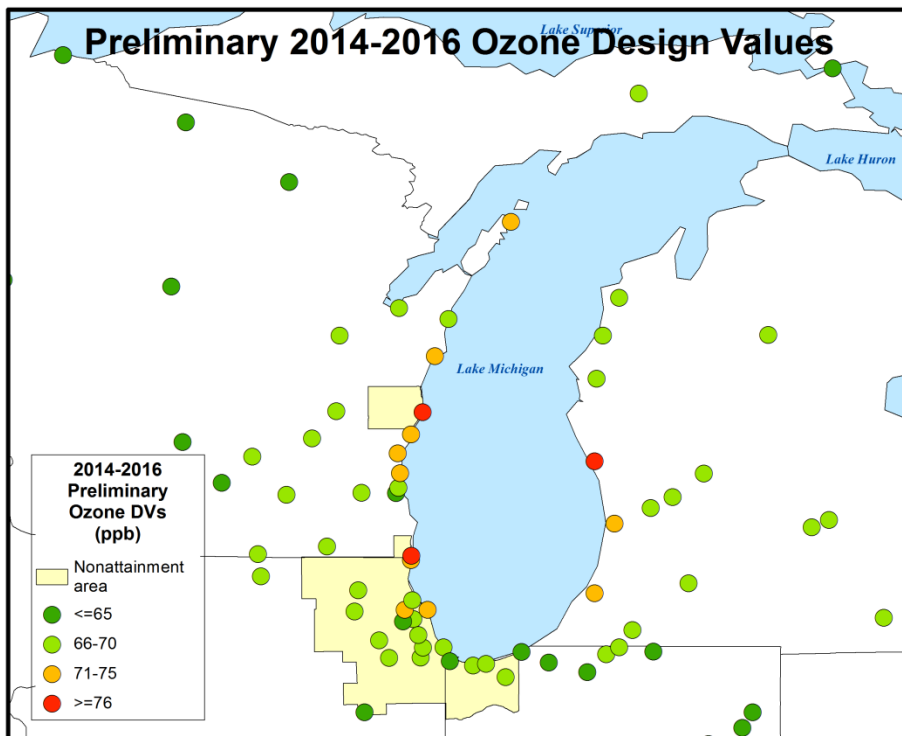 Preliminary 2014-2016 Ozone Design Values
Lake Superior
Lake Huron
Lake Michigan
2014-2016
Preliminary
Ozone DVs
(ppb)
Nonattainment
area
<=65
66-70
71-75
>=76